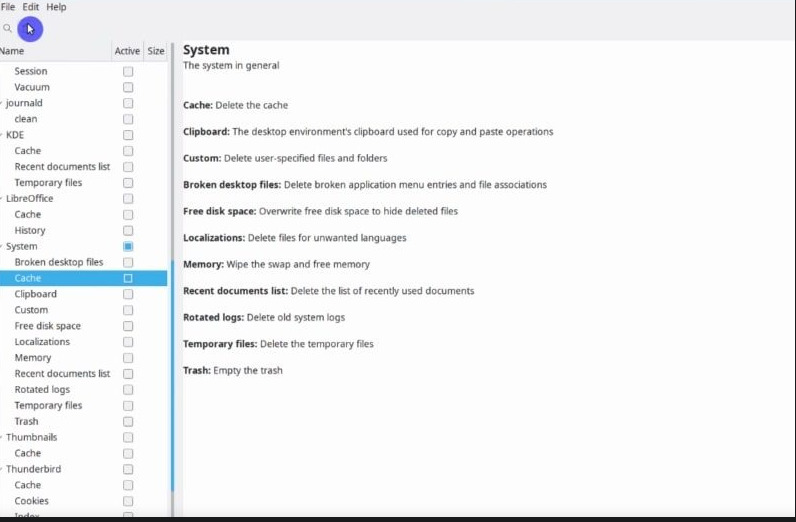 File Edit Help
Name Active Size
Session
Vacuum
journald
clean
KDE
Cache
Recent documents list
Temporary files
LibreOffice
Cache
History
System
Broken desktop files
Cache
Clipboard
Custom
Free disk space
Localizations
Memory
Recent documents list
Rotated logs
Temporary files
Trash
Thumbnails
Cache
Thunderbird
Cache
Cookies
Index
System
The system in general
Cache: Delete the cache
Clipboard: The desktop environment's clipboard used for copy and paste operations
Custom: Delete user-specified files and folders
Broken desktop files: Delete broken application menu entries and file associations
Free disk space: Overwrite free disk space to hide deleted files
Localizations: Delete files for unwanted languages
Memory: Wipe the swap and free memory
Recent documents list: Delete the list of recently used documents
Rotated logs: Delete old system logs
Temporary files: Delete the temporary files
Trash: Empty the trash